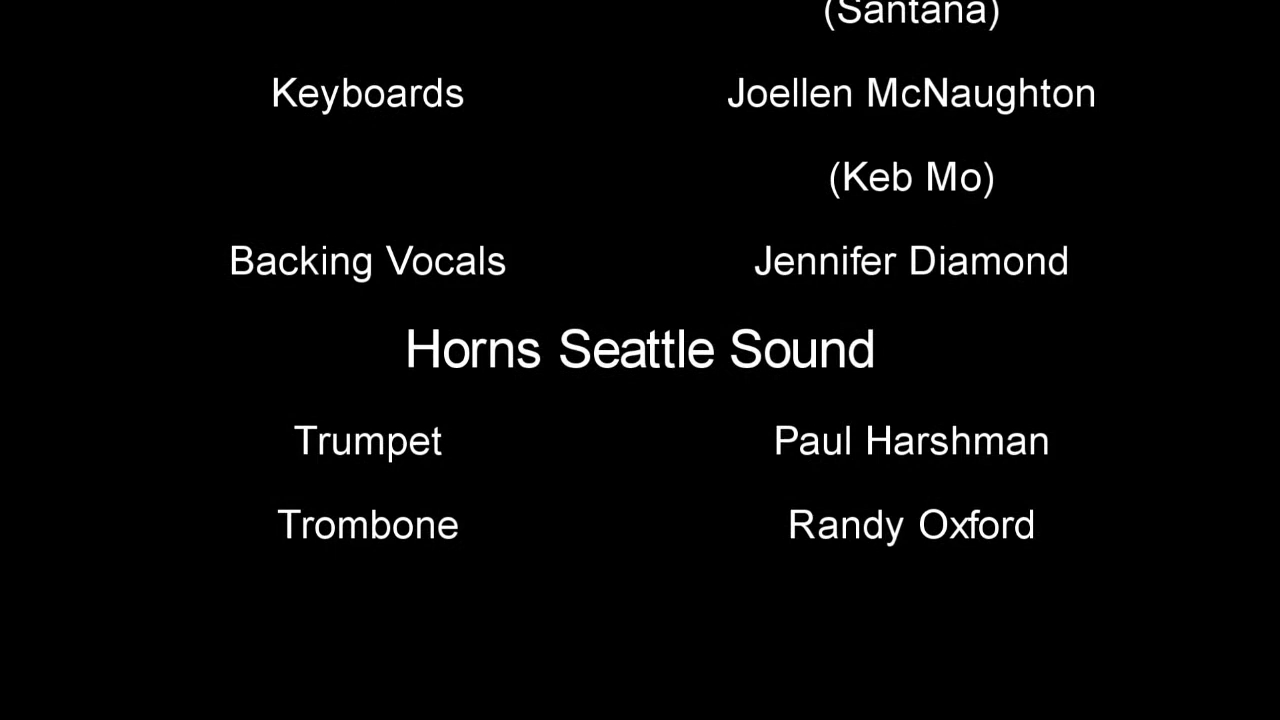 (Santana)
Keyboards Joellen McNaughton
(Keb Mo)
Backing Vocals Jennifer Diamond
Horns Seattle Sound
Trumpet Paul Harshman
Trombone Randy Oxford